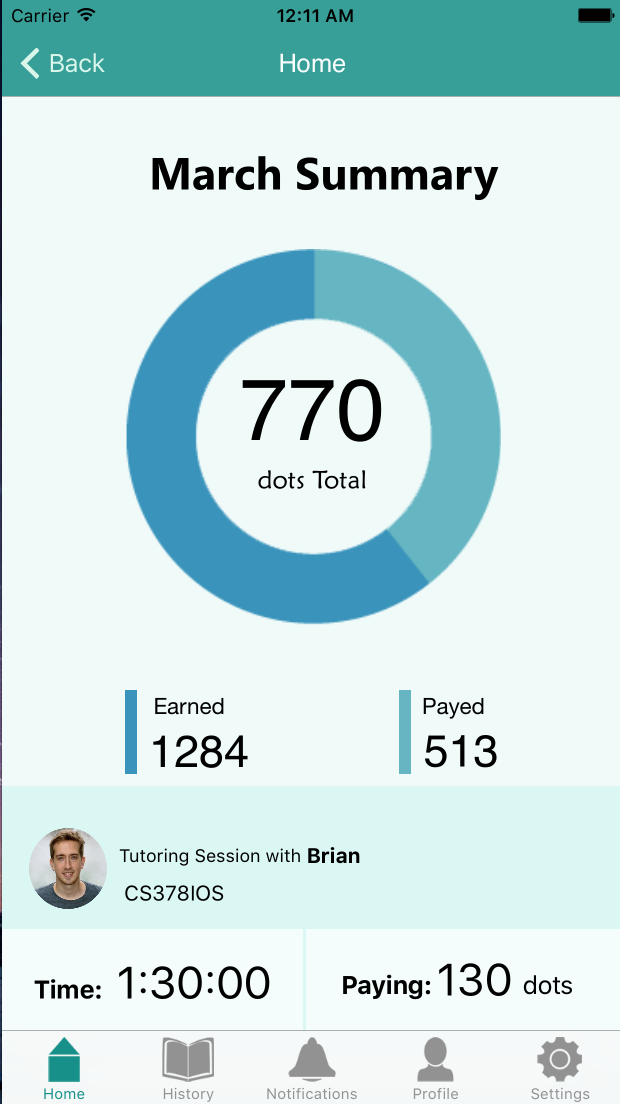 Carrier 12:11 AM
Back Home
March Summary
770
dots Total
Earned Payed
1284 513
Tutoring Session with Brian
CS378IOS
Time: 1:30:00 Paying: 130 dots
Home History Notifications Profile Settings